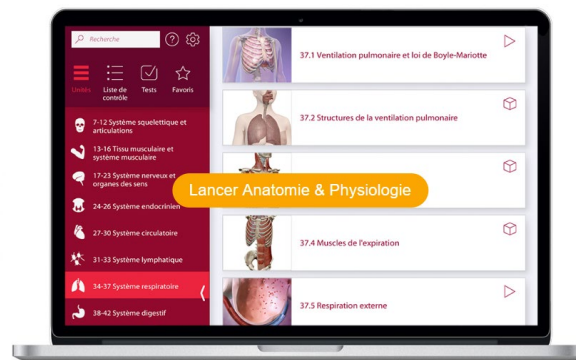 Recherche
Unités
Liste de
contrôle
Tests
Favoris
7-12 Système squelettique et
articulations
13-16 Tissu musculaire et
système musculaire
17-23 Système nerveux et
organes des sens
24-26 Système endocrinien
27-30 Système circulatoire
31-33 Système lymphatique
34-37 Système respiratoire
38-42 Système digestif
37.1 Ventilation pulmonaire et loi de Boyle-Mariotte
37.2 Structures de la ventilation pulmonaire
Lancer Anatomie & Physiologie
37.4 Muscles de l'expiration
37.5 Respiration externe